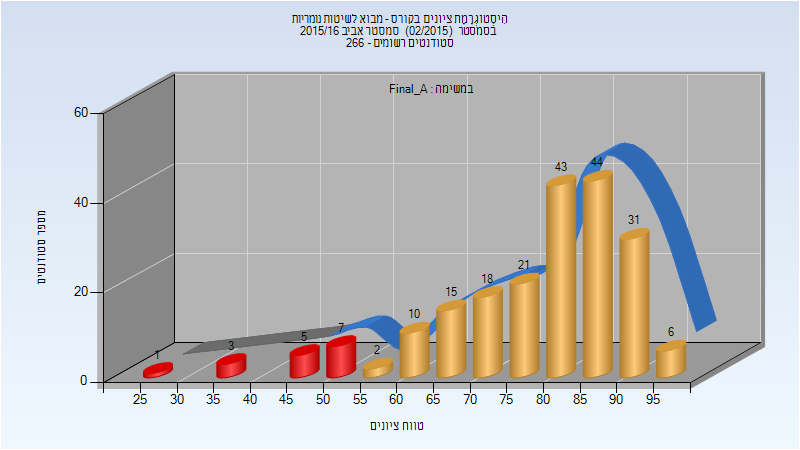 היסטוגרמת ציונים בקורס - מבוא לשיטות נומריות
בסמסטר (02/2015) סמסטר אביב 2015/16
סטודנטים רשומים - 266
במשימה : Final_A
60
40
20
0
מספר סטודנטים
1
3
5
7
2
10
15
18
21
43
44
31
6
25 30 35 40 45 50 55 60 65 70 75 80 85 90 95
טווח ציונים